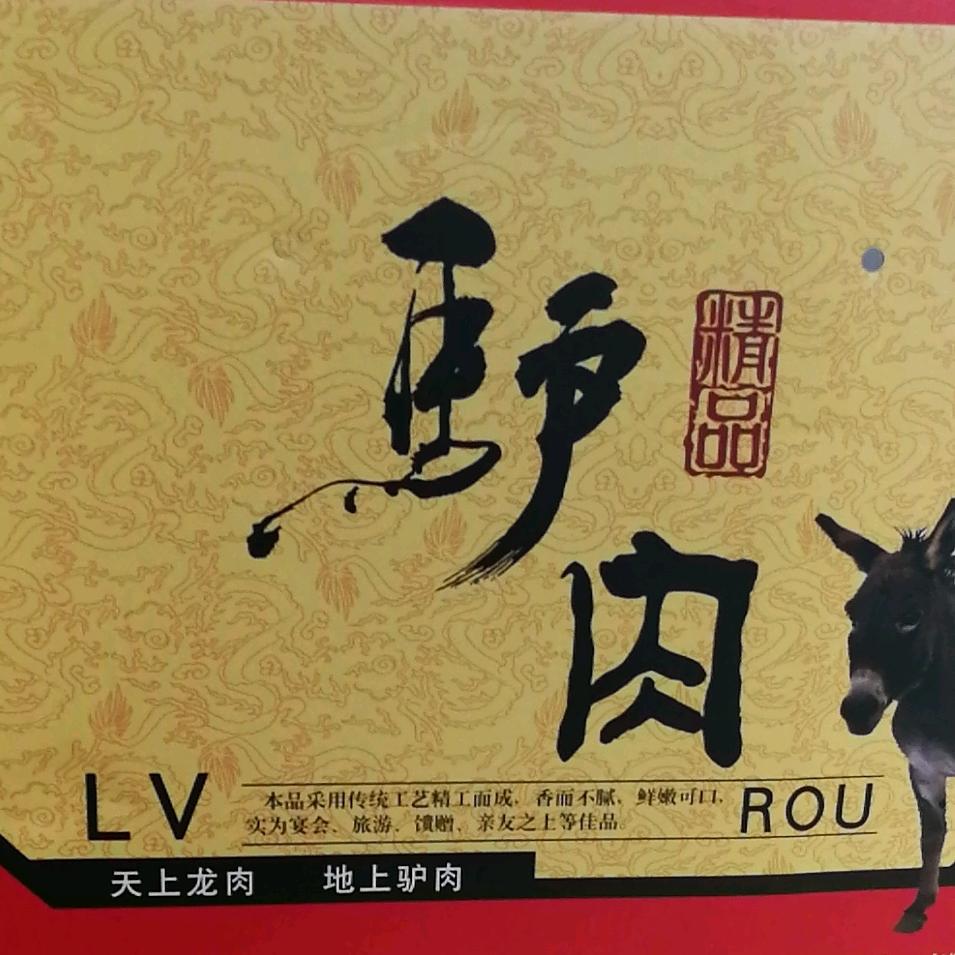 驴肉
精品
LV
本品采用传统工艺精工而成，香而不腻、鲜嫩可口，
实为宴会、旅游、馈赠、亲友之上等佳品。
ROU
天上龙肉 地上驴肉